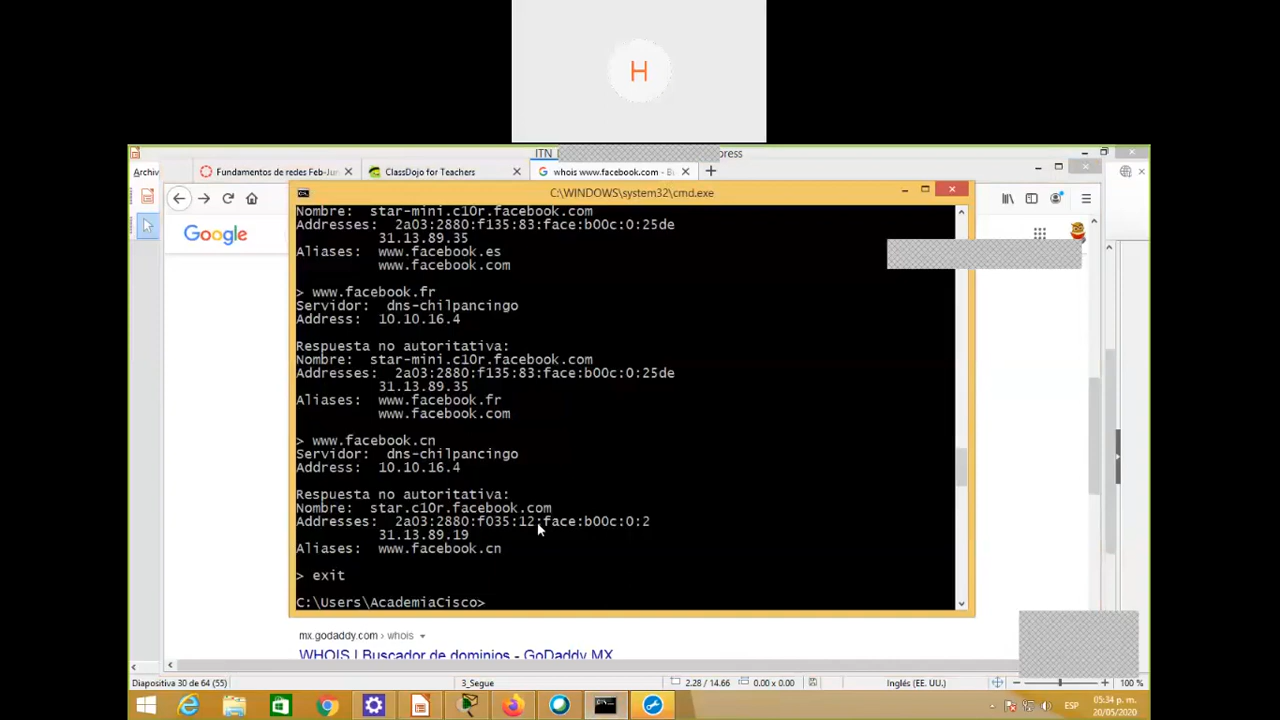 H
ITN press
Archiv
Fundamentos de redes Feb-Jun
ClassDojo for Teachers
whois www.facebook.com - Bu
C:\WINDOWS\system32\cmd.exe
Google
Nombre: star-mini.c10r.facebook.com
Addresses: 2a03:2880:f135:83:face:b00c:0:25de
31.13.89.35
Aliases: www.facebook.es
www.facebook.com
> www.facebook.fr
Servidor: dns-chilpancingo
Address: 10.10.16.4
Respuesta no autoritativa:
Nombre: star-mini.c10r.facebook.com
Addresses: 2a03:2880:f135:83:face:b00c:0:25de
31.13.89.35
Aliases: www.facebook.fr
www.facebook.com
> www.facebook.cn
Servidor: dns-chilpancingo
Address: 10.10.16.4
Respuesta no autoritativa:
Nombre: star.c10r.facebook.com
Addresses: 2a03:2880:f035:12:face:b00c:0:2
31.13.89.19
Aliases: www.facebook.cn
> exit
C:\Users\AcademiaCisco>
mx.godaddy.com › whois
WHOIS | Buscador de dominios - GoDaddy MX
Diapositiva 30 de 64 (55)
3_Segue
2.28 / 14.66
0.00 x 0.00
Inglés (EE. UU.)
100 %
ESP
05:34 p. m.
20/05/2020